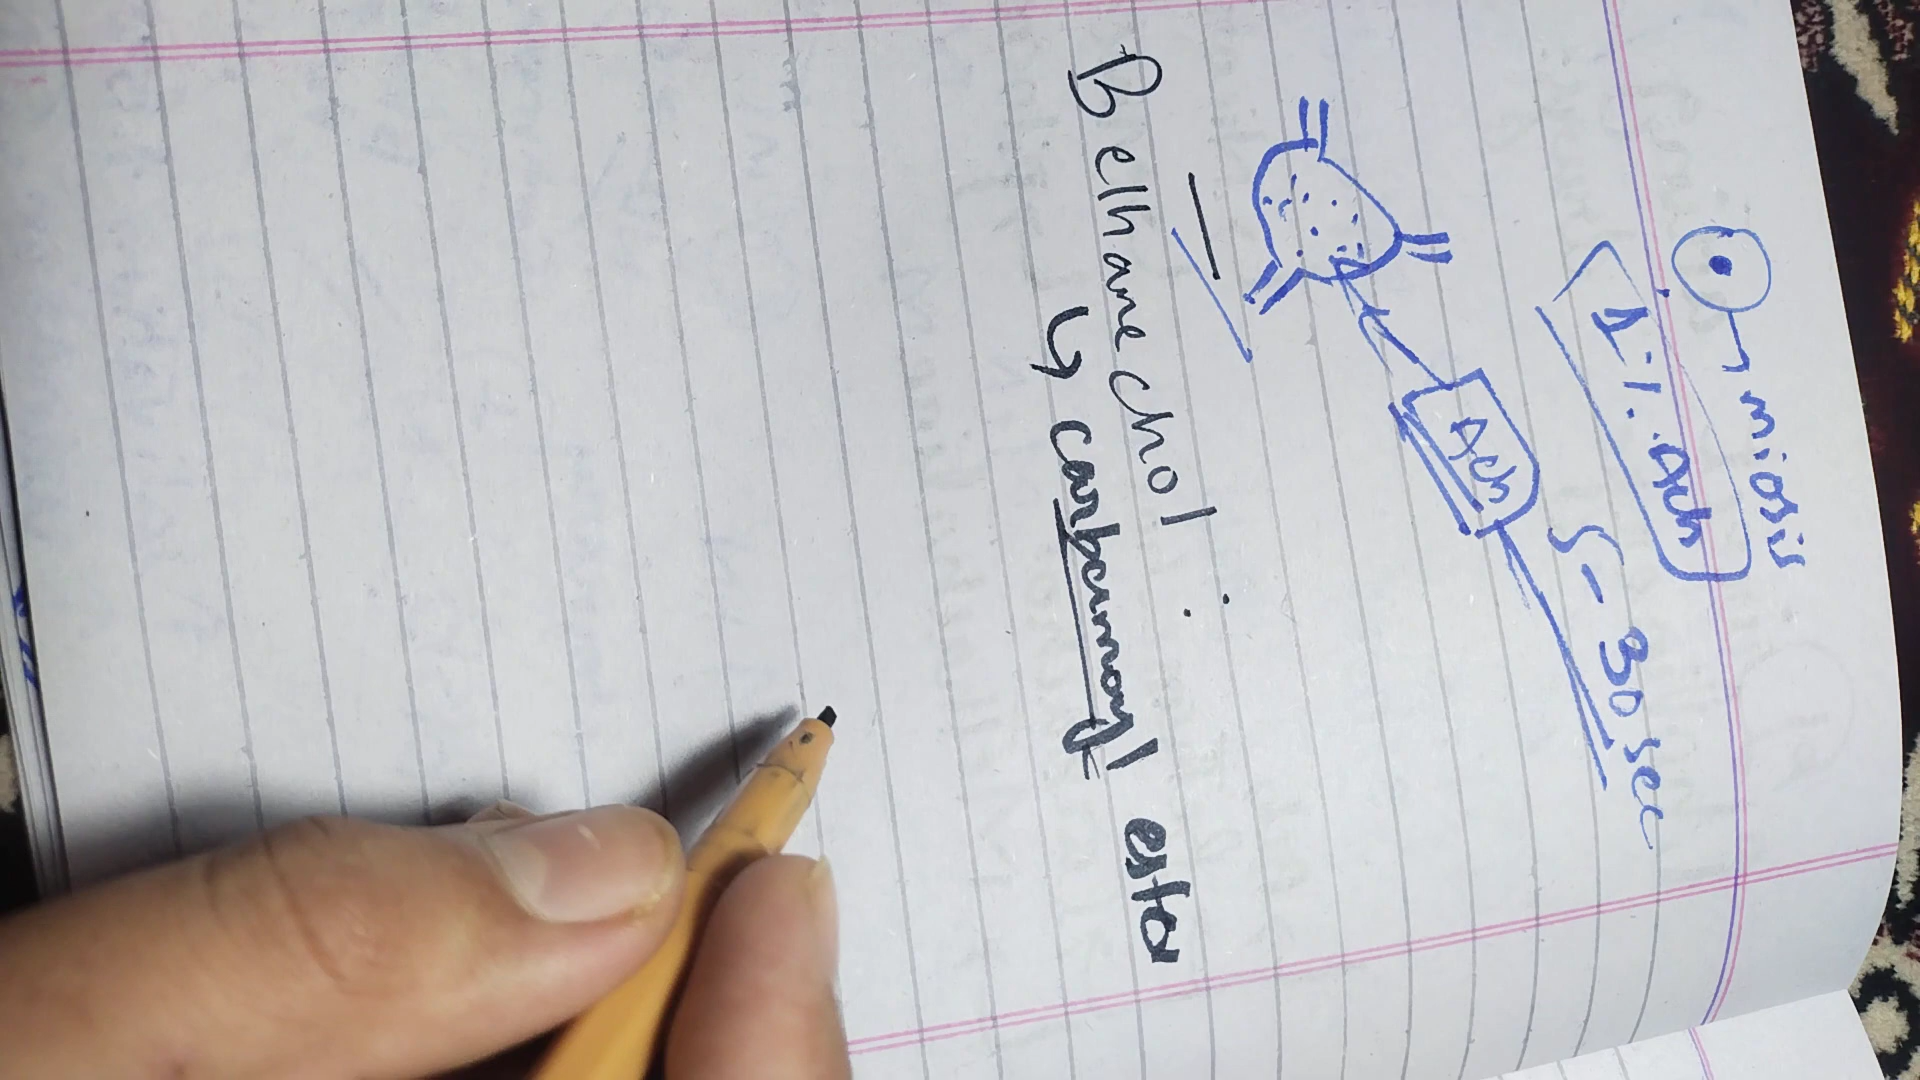 miosis
1%. Ach
5-30 sec
Ach
Bethanechol :
↳ carbamoyl ester